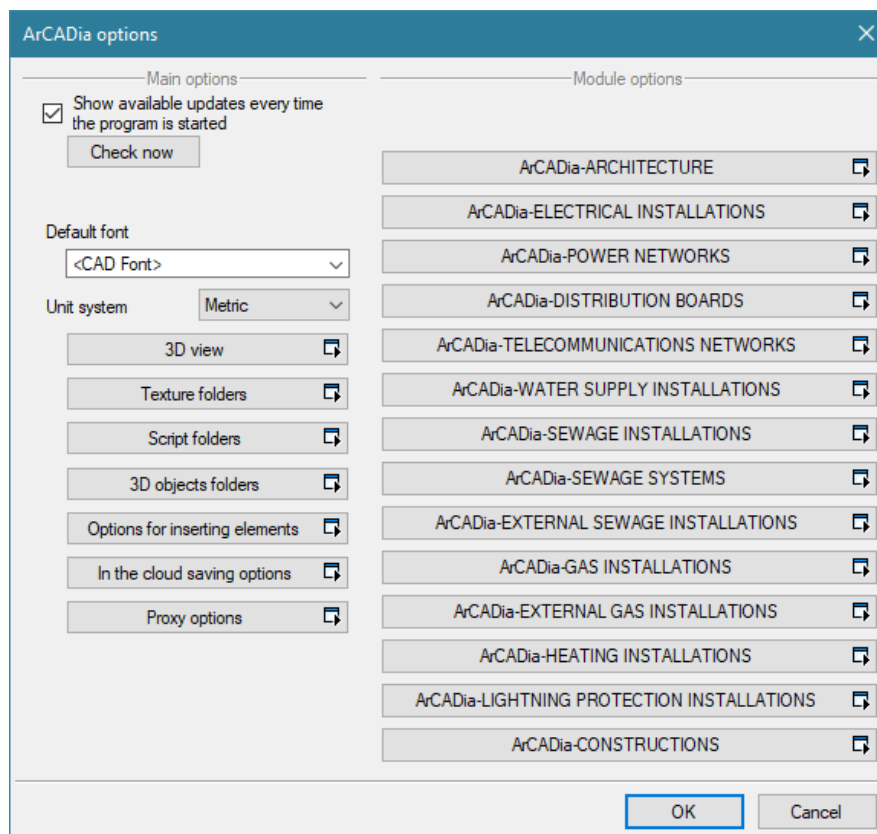 ArCADia options
Main options
Show available updates every time
the program is started
Check now
Default font
<CAD Font>
Unit system
Metric
3D view
Texture folders
Script folders
3D objects folders
Options for inserting elements
In the cloud saving options
Proxy options
Module options
ArCADia-ARCHITECTURE
ArCADia-ELECTRICAL INSTALLATIONS
ArCADia-POWER NETWORKS
ArCADia-DISTRIBUTION BOARDS
ArCADia-TELECOMMUNICATIONS NETWORKS
ArCADia-WATER SUPPLY INSTALLATIONS
ArCADia-SEWAGE INSTALLATIONS
ArCADia-SEWAGE SYSTEMS
ArCADia-EXTERNAL SEWAGE INSTALLATIONS
ArCADia-GAS INSTALLATIONS
ArCADia-EXTERNAL GAS INSTALLATIONS
ArCADia-HEATING INSTALLATIONS
ArCADia-LIGHTNING PROTECTION INSTALLATIONS
ArCADia-CONSTRUCTIONS
OK
Cancel